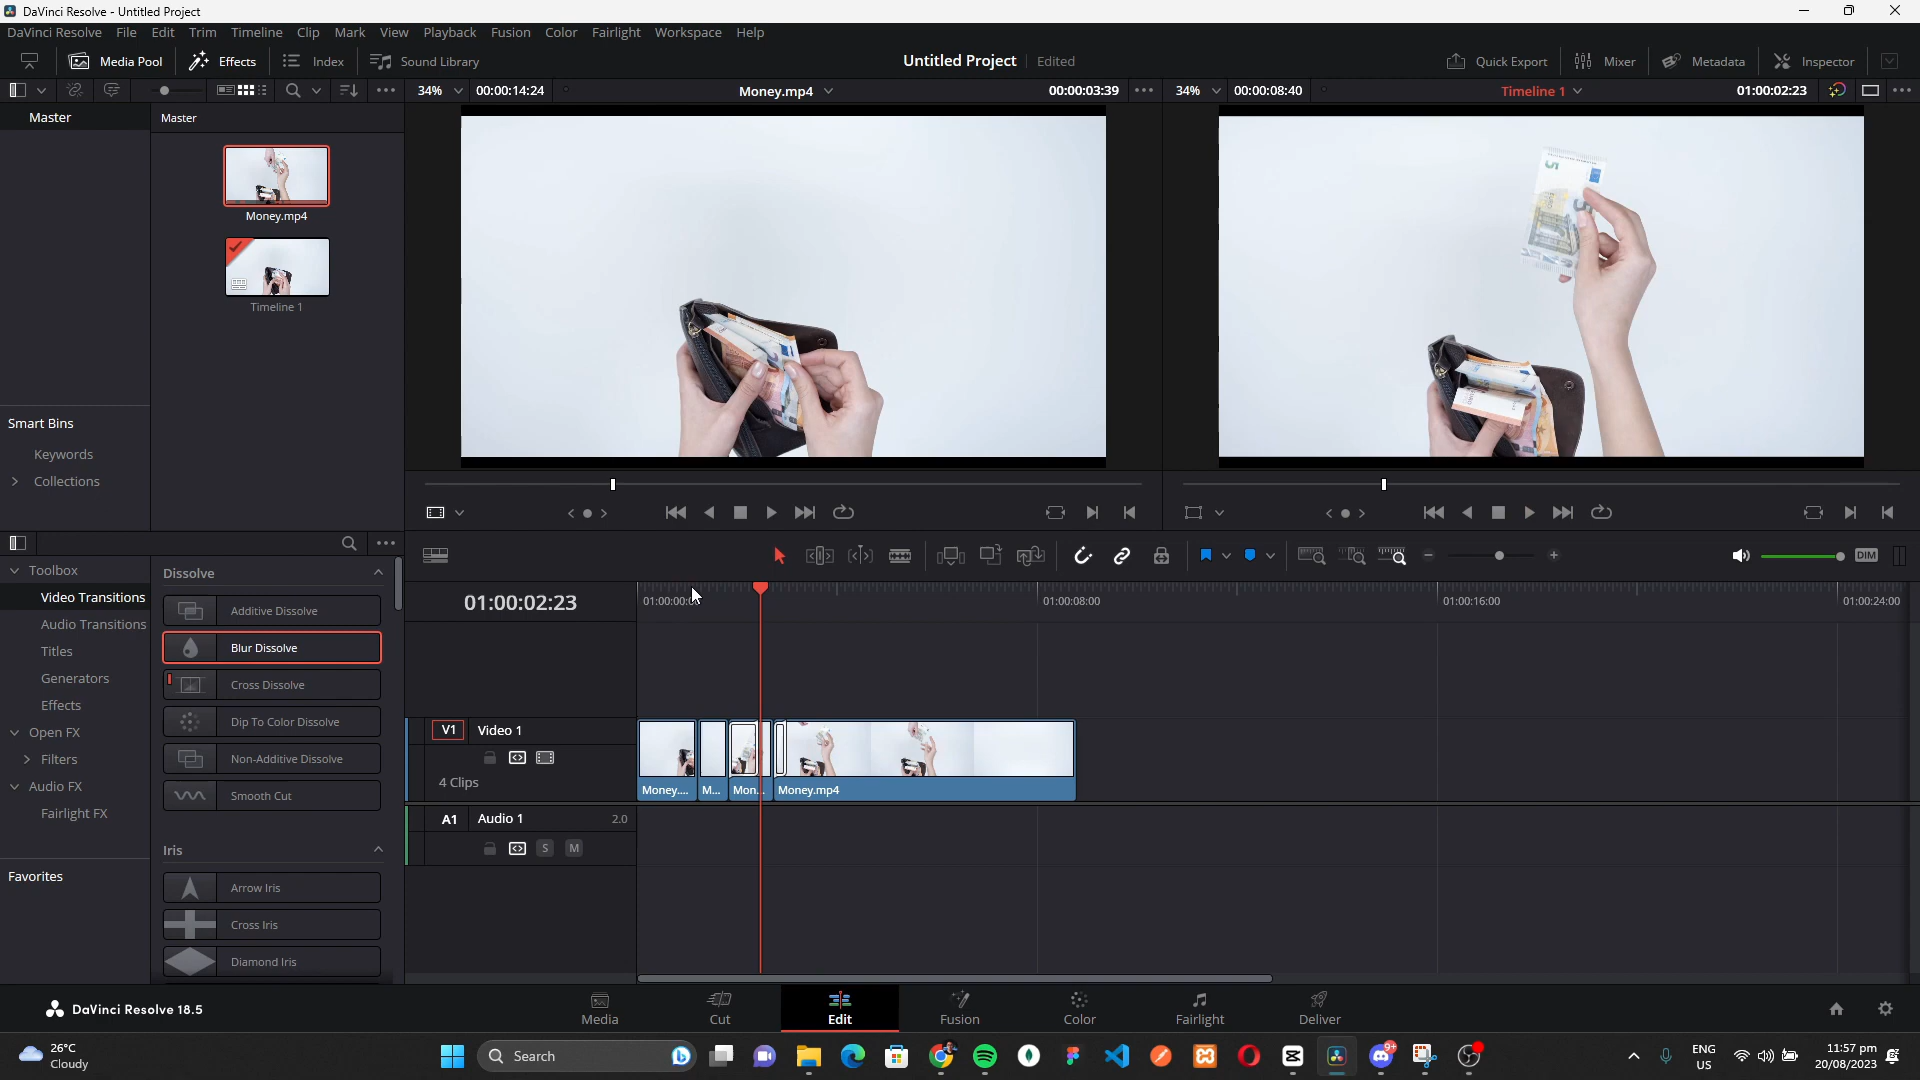 DaVinci Resolve - Untitled Project
DaVinci Resolve File Edit Trim Timeline Clip Mark View Playback Fusion Color Fairlight Workspace Help
Media Pool Effects Index Sound Library Untitled Project Edited Quick Export Mixer Metadata Inspector
34% 00:00:14:24 Money.mp4 00:00:03:39 34% 00:00:08:40 Timeline 1 01:00:02:23
Master
Master
Money.mp4
Timeline 1
Smart Bins
Keywords
Collections
Toolbox
Video Transitions
Audio Transitions
Titles
Generators
Effects
Open FX
Filters
Audio FX
Fairlight FX
Favorites
Dissolve
Additive Dissolve
Blur Dissolve
Cross Dissolve
Dip To Color Dissolve
Non-Additive Dissolve
Smooth Cut
Iris
Arrow Iris
Cross Iris
Diamond Iris
DIM
01:00:02:23
01:00:08:00 01:00:16:00 01:00:24:00
V1 Video 1
4 Clips
Money.... M... Mon... Money.mp4
A1 Audio 1 2.0
S M
DaVinci Resolve 18.5
Media Cut Edit Fusion Color Fairlight Deliver
26°C
Cloudy
Search
9+
ENG
US
11:57 pm
20/08/2023